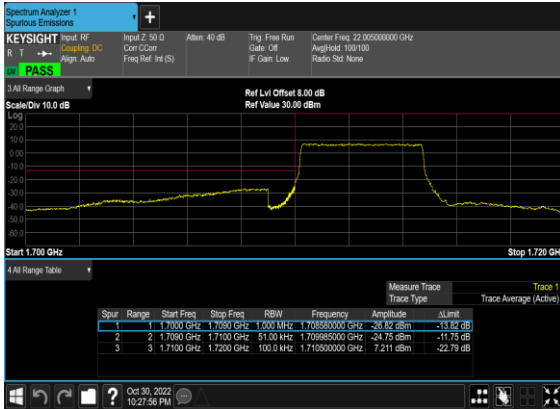 Spectrum Analyzer 1
Spurious Emissions
+
KEYSIGHT Input: RF Input Z: 50 Ω Atten: 40 dB Trig: Free Run Center Freq: 22.005000000 GHz
R T Coupling: DC Corr CCorr Gate: Off Avg|Hold: 100/100
Align: Auto Freq Ref: Int (S) IF Gain: Low Radio Std: None
PASS
3 All Range Graph Ref Lvl Offset 8.00 dB
Scale/Div 10.0 dB Ref Value 30.00 dBm
Log
20.0
10.0
0.00
-10.0
-20.0
-30.0
-40.0
-50.0
-60.0
Start 1.700 GHz Stop 1.720 GH
4 All Range Table
Measure Trace Trace 1
Trace Type Trace Average (Active)
Spur Range Start Freq Stop Freq RBW Frequency Amplitude ΔLimit
1 1 1.7000 GHz 1.7090 GHz 1.000 MHz 1.708580000 GHz -26.82 dBm -13.82 dB
2 2 1.7090 GHz 1.7100 GHz 51.00 kHz 1.709985000 GHz -24.75 dBm -11.75 dB
3 3 1.7100 GHz 1.7200 GHz 100.0 kHz 1.710500000 GHz 7.211 dBm -22.79 dB
? Oct 30, 2022
10:27:56 PM